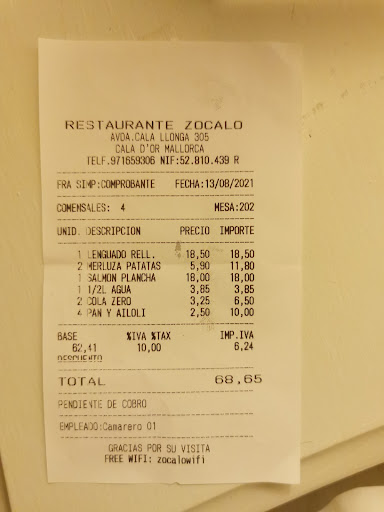 RESTAURANTE ZOCALO
AVDA.CALA LLONGA 305
CALA D'OR MALLORCA
TELF.971659306 NIF:52.810.439 R
FRA SIMP:COMPROBANTE FECHA:13/08/2021
COMENSALES: 4 MESA:202
UNID. DESCRIPCION PRECIO IMPORTE
1 LENGUADO RELL. 18,50 18,50
2 MERLUZA PATATAS 5,90 11,80
1 SALMON PLANCHA 18,00 18,00
1 1/2L AGUA 3,85 3,85
2 COLA ZERO 3,25 6,50
4 PAN Y AILOLI 2,50 10,00
BASE %IVA %TAX IMP.IVA
62,41 10,00 6,24
DESCUENTO
TOTAL 68,65
PENDIENTE DE COBRO
EMPLEADO:Camarero 01
GRACIAS POR SU VISITA
FREE WIFI: zocalowifi